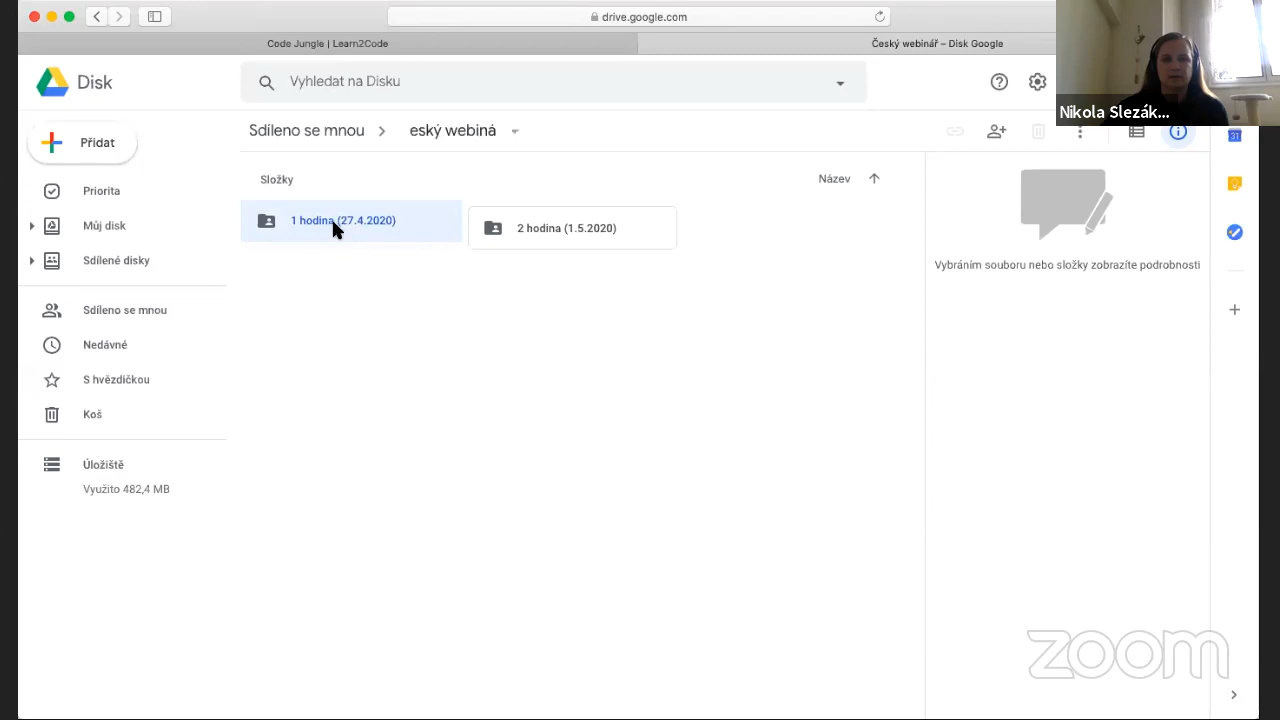 drive.google.com
Code Jungle | Learn2Code
Český webinář – Disk Google
Disk
Vyhledat na Disku
Nikola Slezák...
Přidat
Sdíleno se mnou
eský webiná
31
Priorita
Složky
Název
Můj disk
1 hodina (27.4.2020)
2 hodina (1.5.2020)
Sdílené disky
Vybráním souboru nebo složky zobrazíte podrobnosti
Sdíleno se mnou
Nedávné
S hvězdičkou
Koš
Úložiště
Využito 482,4 MB
zoom